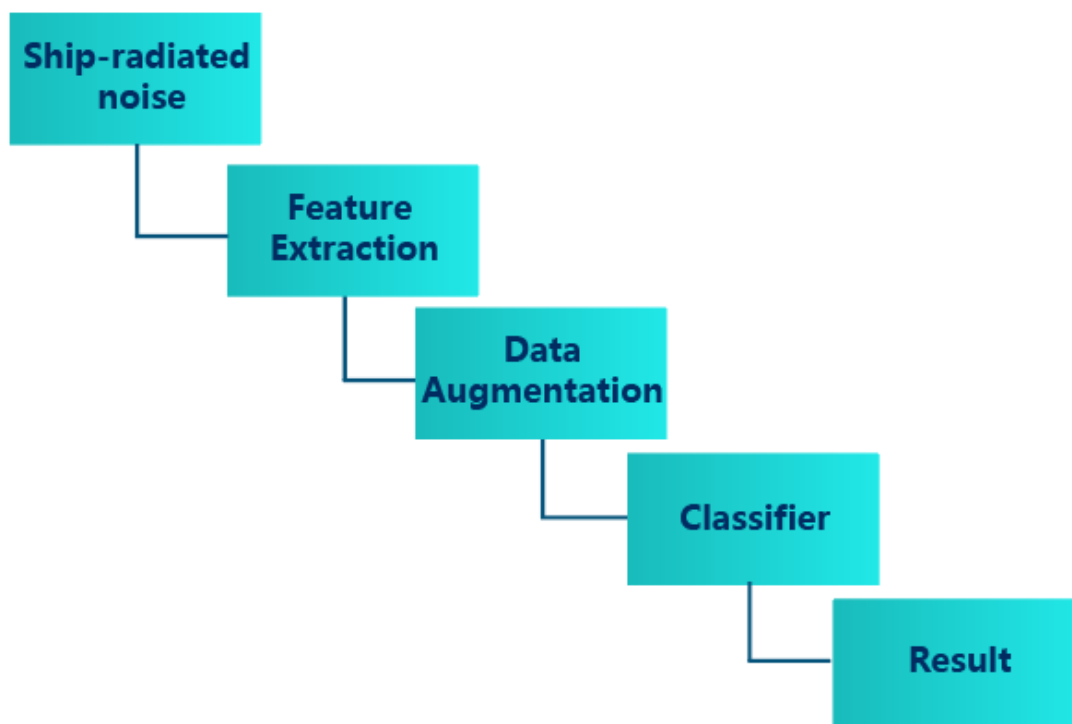 Ship-radiated
noise
Feature
Extraction
Data
Augmentation
Classifier
Result